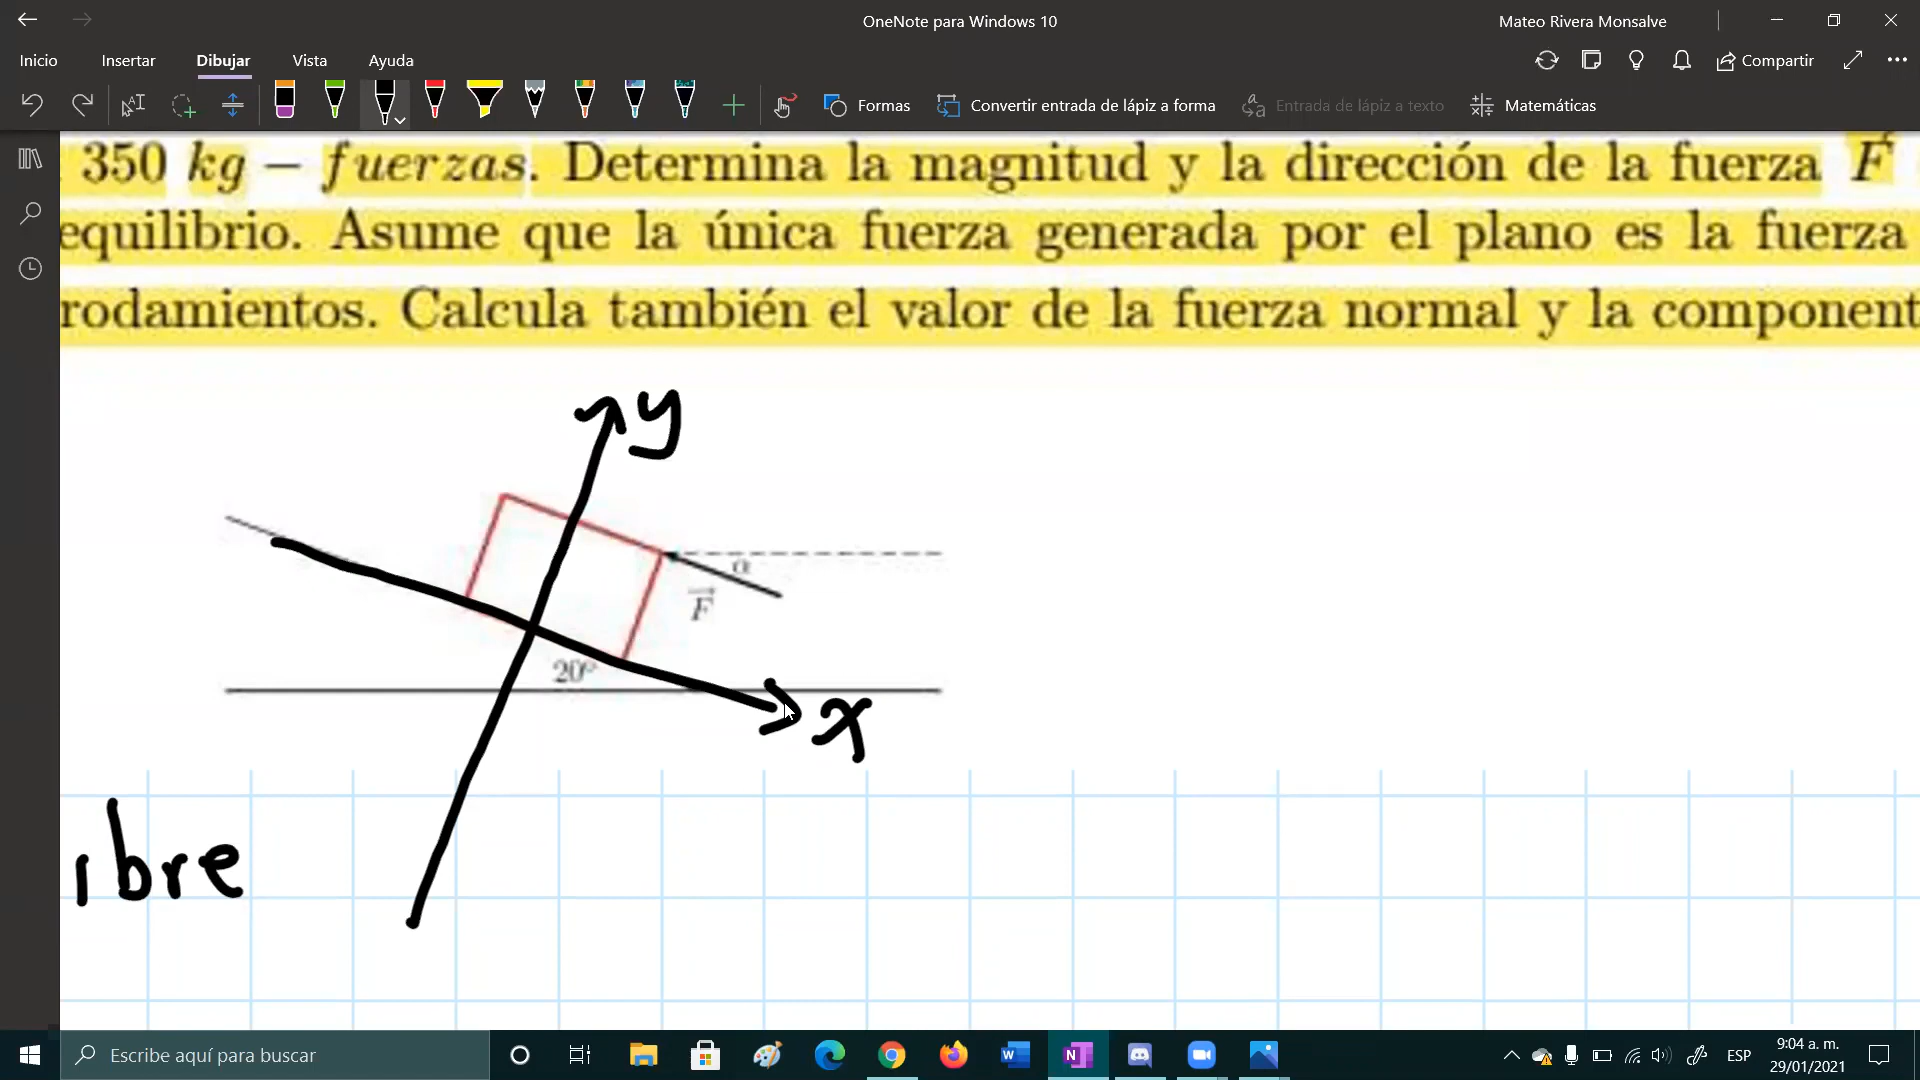 OneNote para Windows 10
Mateo Rivera Monsalve
Inicio Insertar Dibujar Vista Ayuda
Compartir
Formas Convertir entrada de lápiz a forma Entrada de lápiz a texto Matemáticas
350 kg − fuerzas. Determina la magnitud y la dirección de la fuerza F
equilibrio. Asume que la única fuerza generada por el plano es la fuerza
rodamientos. Calcula también el valor de la fuerza normal y la component
y
α
F
20º
x
ibre
Escribe aquí para buscar
ESP
9:04 a. m.
29/01/2021